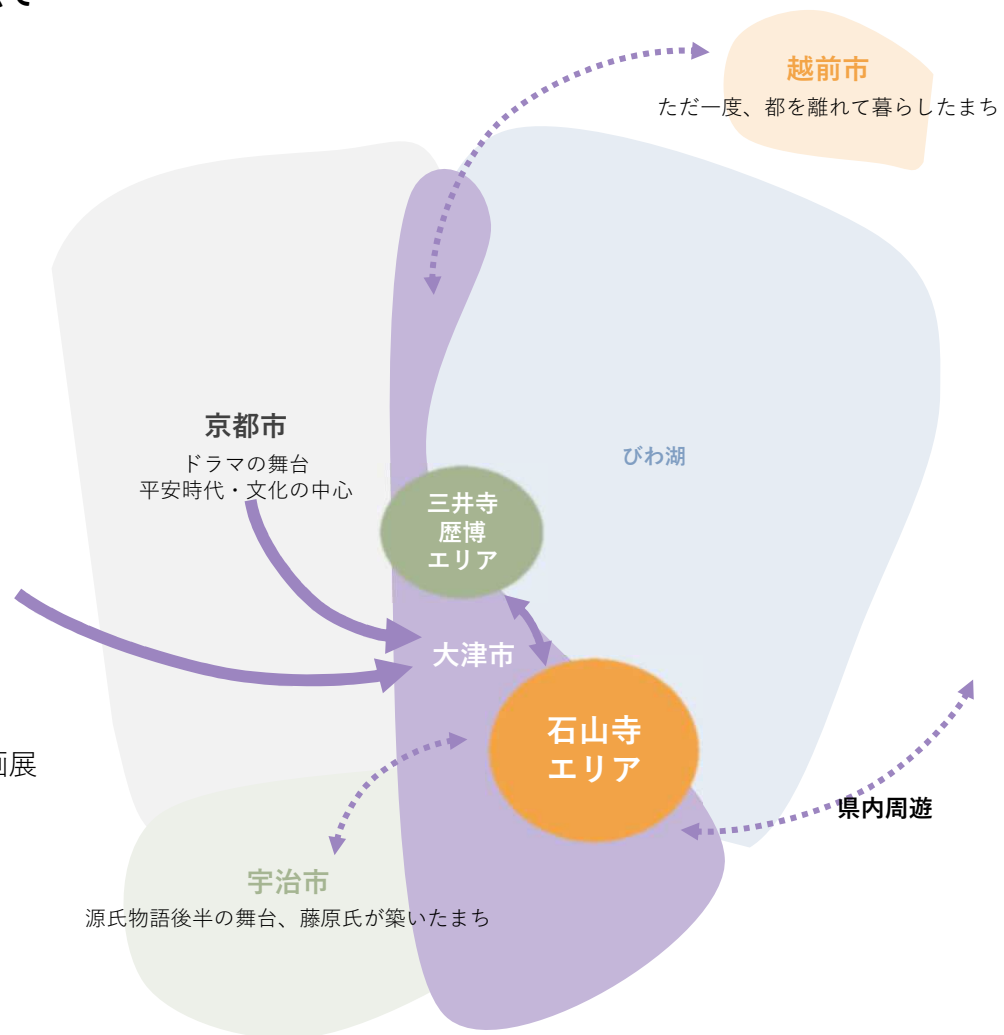 越前市
ただ一度、都を離れて暮らしたまち
京都市
ドラマの舞台
平安時代・文化の中心
びわ湖
三井寺
歴博
エリア
大津市
石山寺
エリア
画展
県内周遊
宇治市
源氏物語後半の舞台、藤原氏が築いたまち